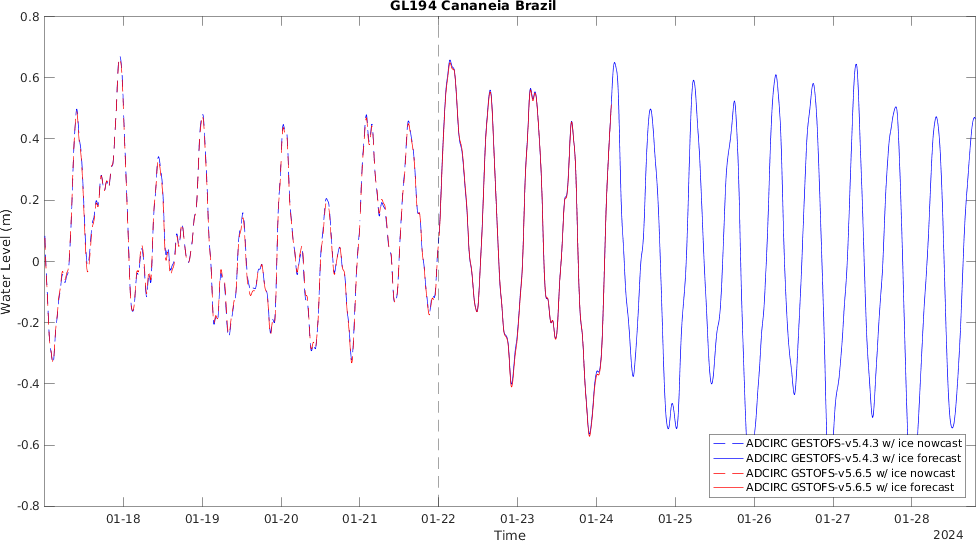 GL194 Cananeia Brazil
0.8
0.6
0.4
0.2
0
-0.2
-0.4
-0.6
-0.8
Water Level (m)
ADCIRC GESTOFS-v5.4.3 w/ ice nowcast
ADCIRC GESTOFS-v5.4.3 w/ ice forecast
ADCIRC GSTOFS-v5.6.5 w/ ice nowcast
ADCIRC GSTOFS-v5.6.5 w/ ice forecast
01-18 01-19 01-20 01-21 01-22 01-23 01-24 01-25 01-26 01-27 01-28
Time
2024